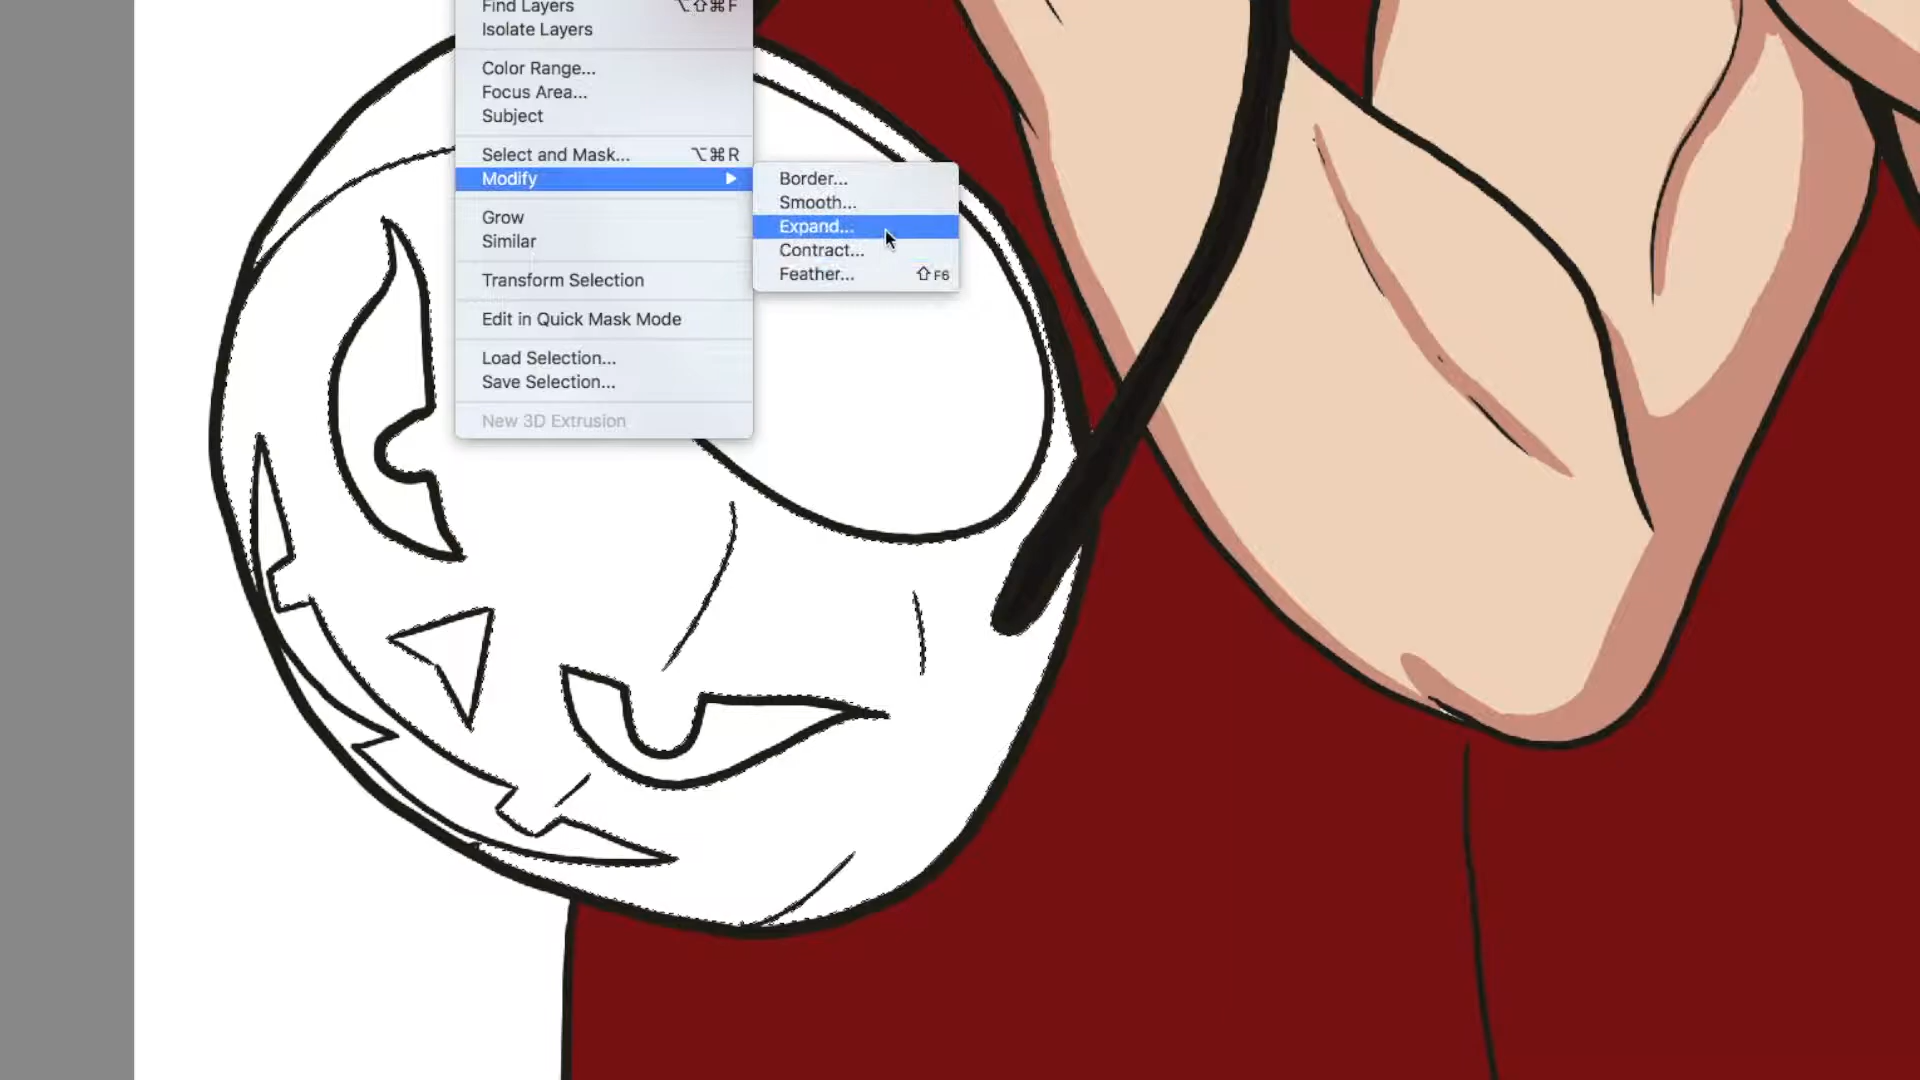 Find Layers ⌥⇧⌘F
Isolate Layers
Color Range...
Focus Area...
Subject
Select and Mask... ⌥⌘R
Modify
Grow
Similar
Transform Selection
Edit in Quick Mask Mode
Load Selection...
Save Selection...
New 3D Extrusion
Border...
Smooth...
Expand...
Contract...
Feather... ⇧F6